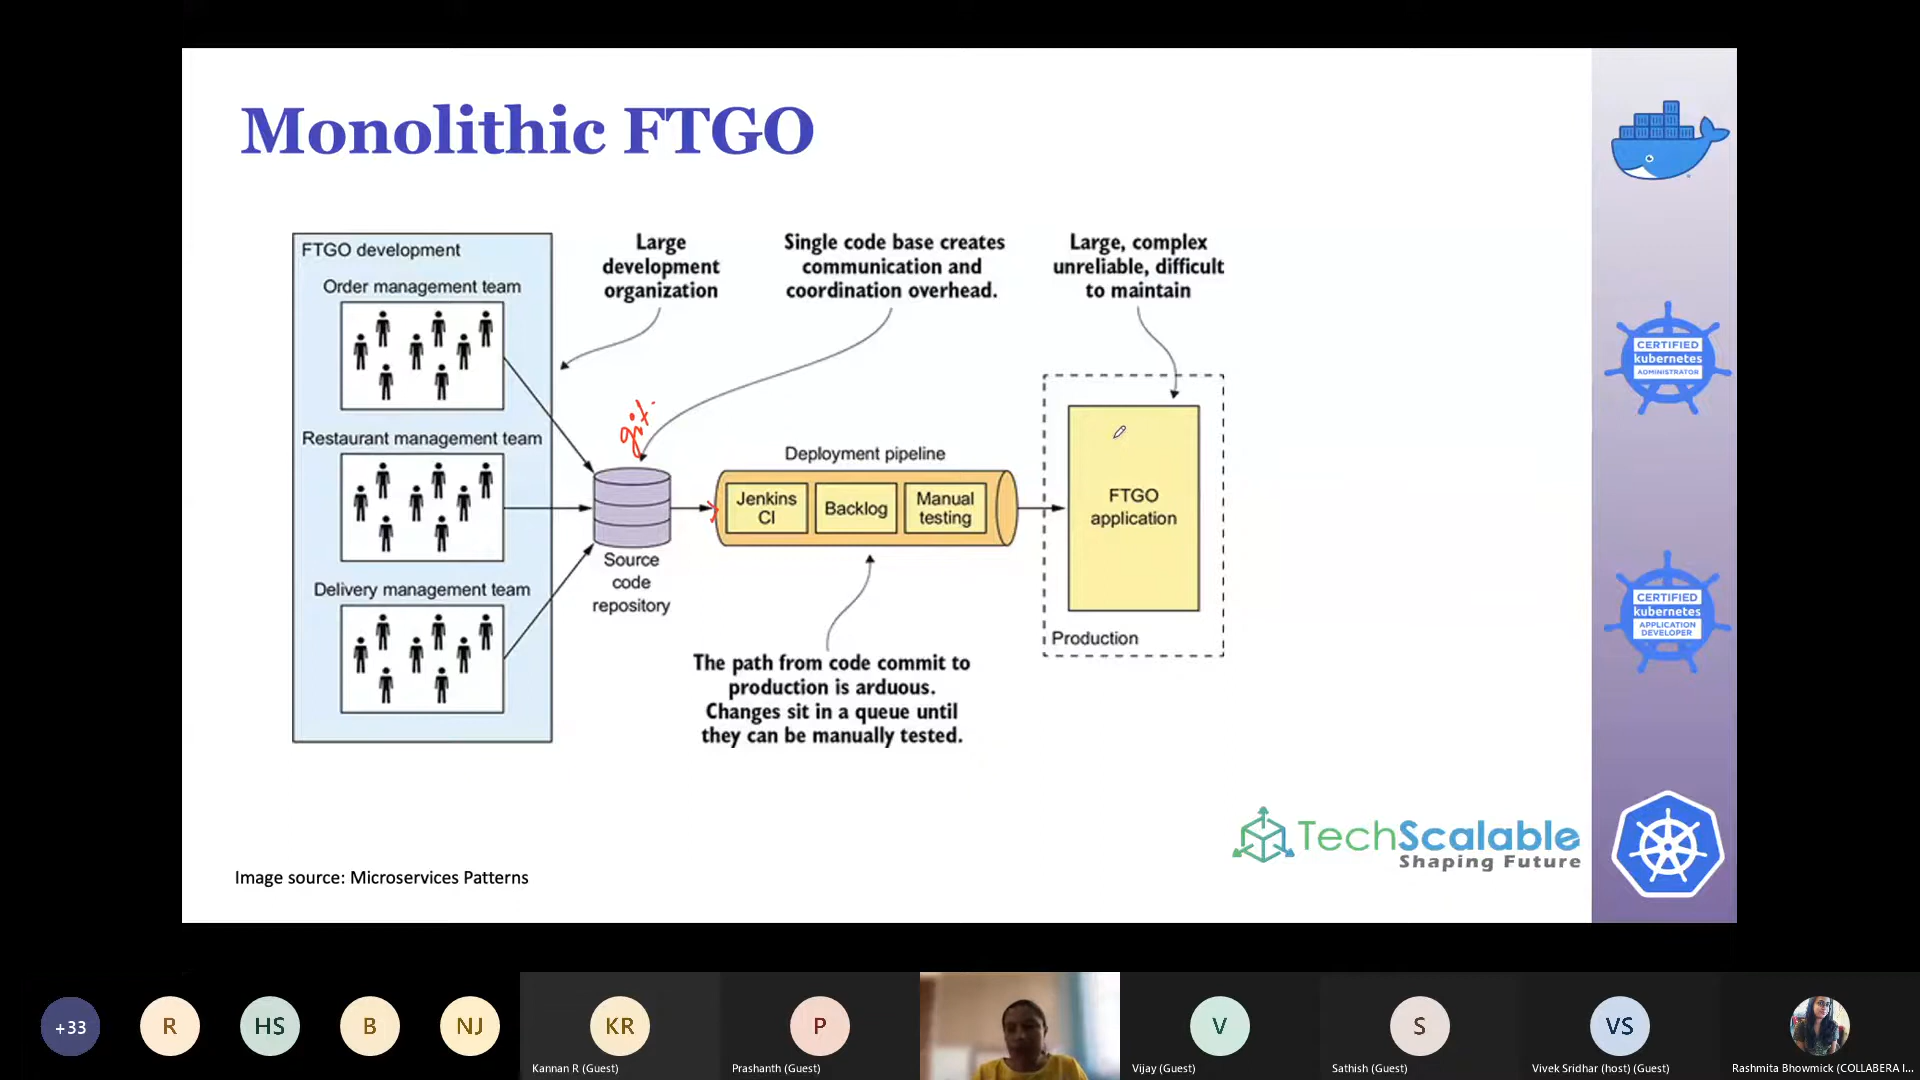 Monolithic FTGO
FTGO development
Order management team
Restaurant management team
Delivery management team
Large
development
organization
Single code base creates
communication and
coordination overhead.
Large, complex
unreliable, difficult
to maintain
git.
Source
code
repository
Deployment pipeline
Jenkins
CI
Backlog
Manual
testing
FTGO
application
Production
The path from code commit to
production is arduous.
Changes sit in a queue until
they can be manually tested.
Image source: Microservices Patterns
TechScalable
Shaping Future
CERTIFIED
kubernetes
ADMINISTRATOR
CERTIFIED
kubernetes
APPLICATION
DEVELOPER
+33
R
HS
B
NJ
KR
P
V
S
VS
Kannan R (Guest)
Prashanth (Guest)
Vijay (Guest)
Sathish (Guest)
Vivek Sridhar (host) (Guest)
Rashmita Bhowmick (COLLABERA I...